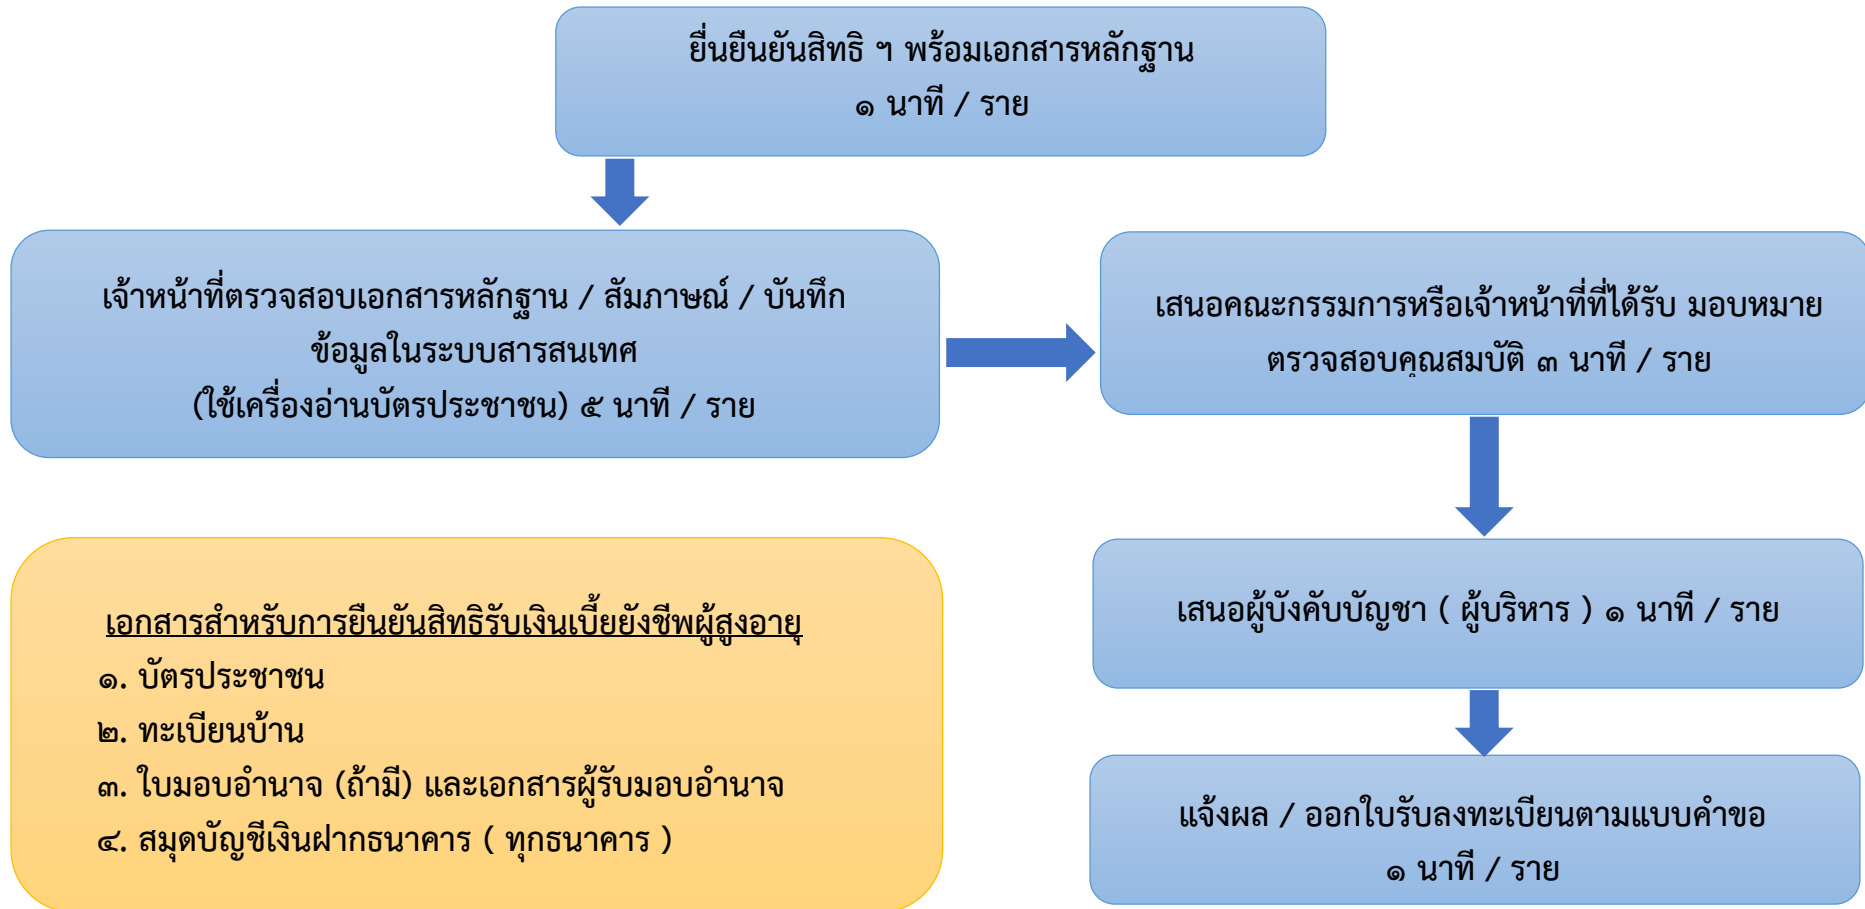 ยื่นยืนยันสิทธิ ฯ พร้อมเอกสารหลักฐาน
๑ นาที / ราย
เจ้าหน้าที่ตรวจสอบเอกสารหลักฐาน / สัมภาษณ์ / บันทึก
ข้อมูลในระบบสารสนเทศ
(ใช้เครื่องอ่านบัตรประชาชน) ๕ นาที / ราย
เสนอคณะกรรมการหรือเจ้าหน้าที่ที่ได้รับ มอบหมาย
ตรวจสอบคุณสมบัติ ๓ นาที / ราย
เสนอผู้บังคับบัญชา ( ผู้บริหาร ) ๑ นาที / ราย
แจ้งผล / ออกใบรับลงทะเบียนตามแบบคำขอ
๑ นาที / ราย
เอกสารสำหรับการยืนยันสิทธิรับเงินเบี้ยยังชีพผู้สูงอายุ
๑. บัตรประชาชน
๒. ทะเบียนบ้าน
๓. ใบมอบอำนาจ (ถ้ามี) และเอกสารผู้รับมอบอำนาจ
๔. สมุดบัญชีเงินฝากธนาคาร ( ทุกธนาคาร )